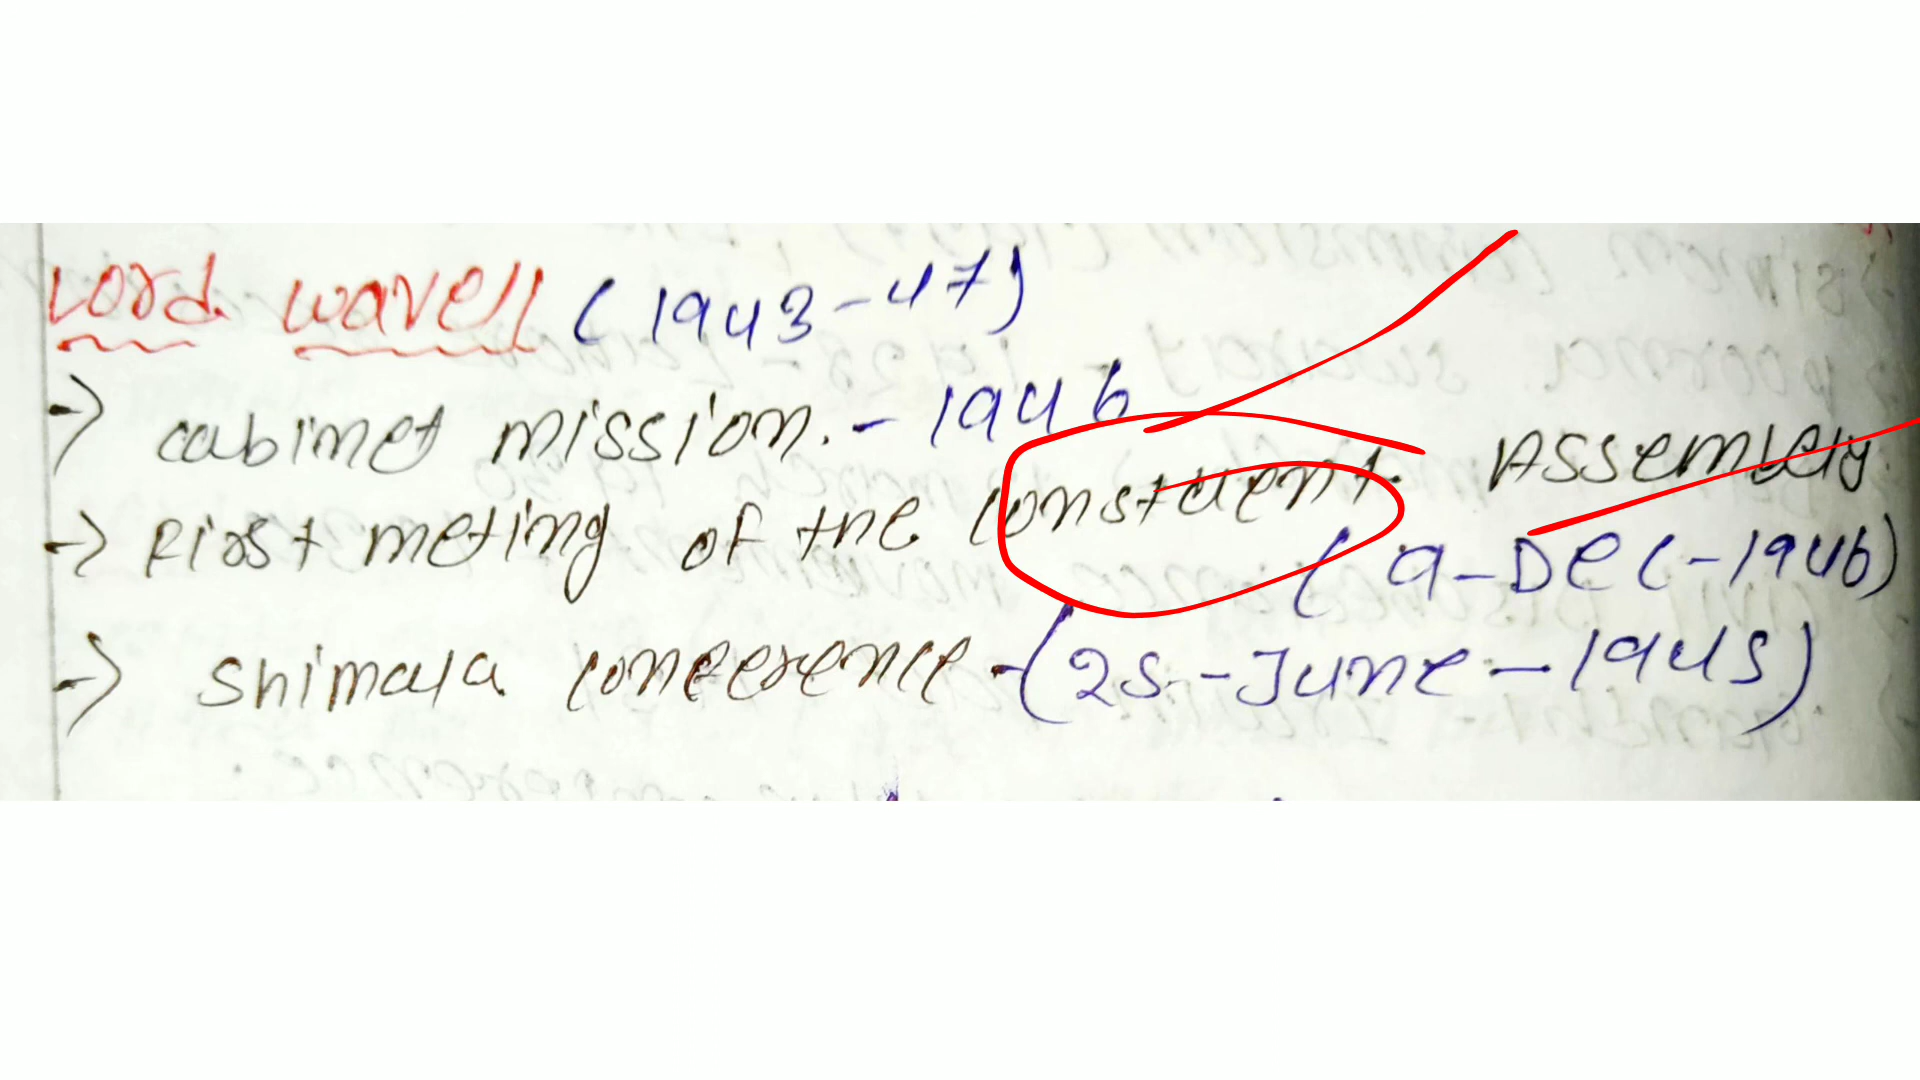 Lord wavell (1943-47)
-> cabinet mission. - 1946
-> First meting of the constuent. Assembely
( 9-Dec-1946)
-> Shimala conference -(25-June-1945)